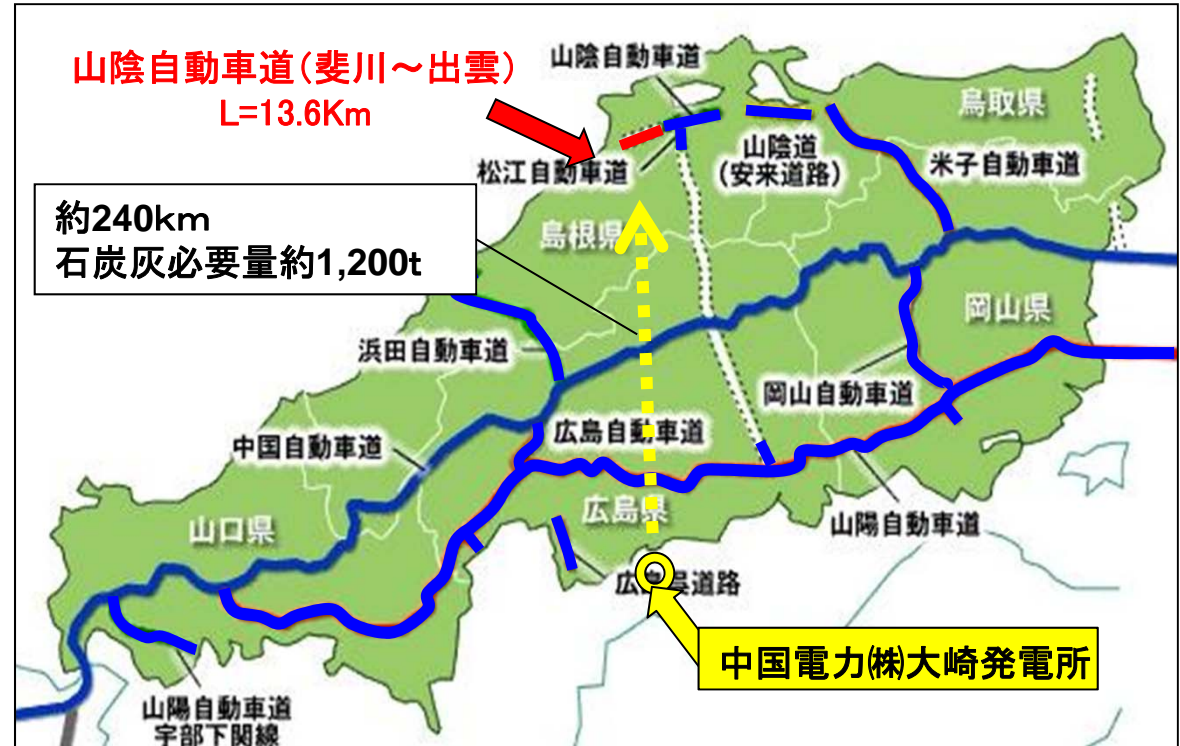 山陰自動車道(斐川～出雲)
L=13.6Km
山陰自動車道
鳥取県
山陰道
(安来道路)
米子自動車道
松江自動車道
約240km
石炭灰必要量約1,200t
島根県
岡山県
浜田自動車道
岡山自動車道
広島自動車道
中国自動車道
広島県
山陽自動車道
山口県
広島呉道路
中国電力㈱大崎発電所
山陽自動車道
宇部下関線